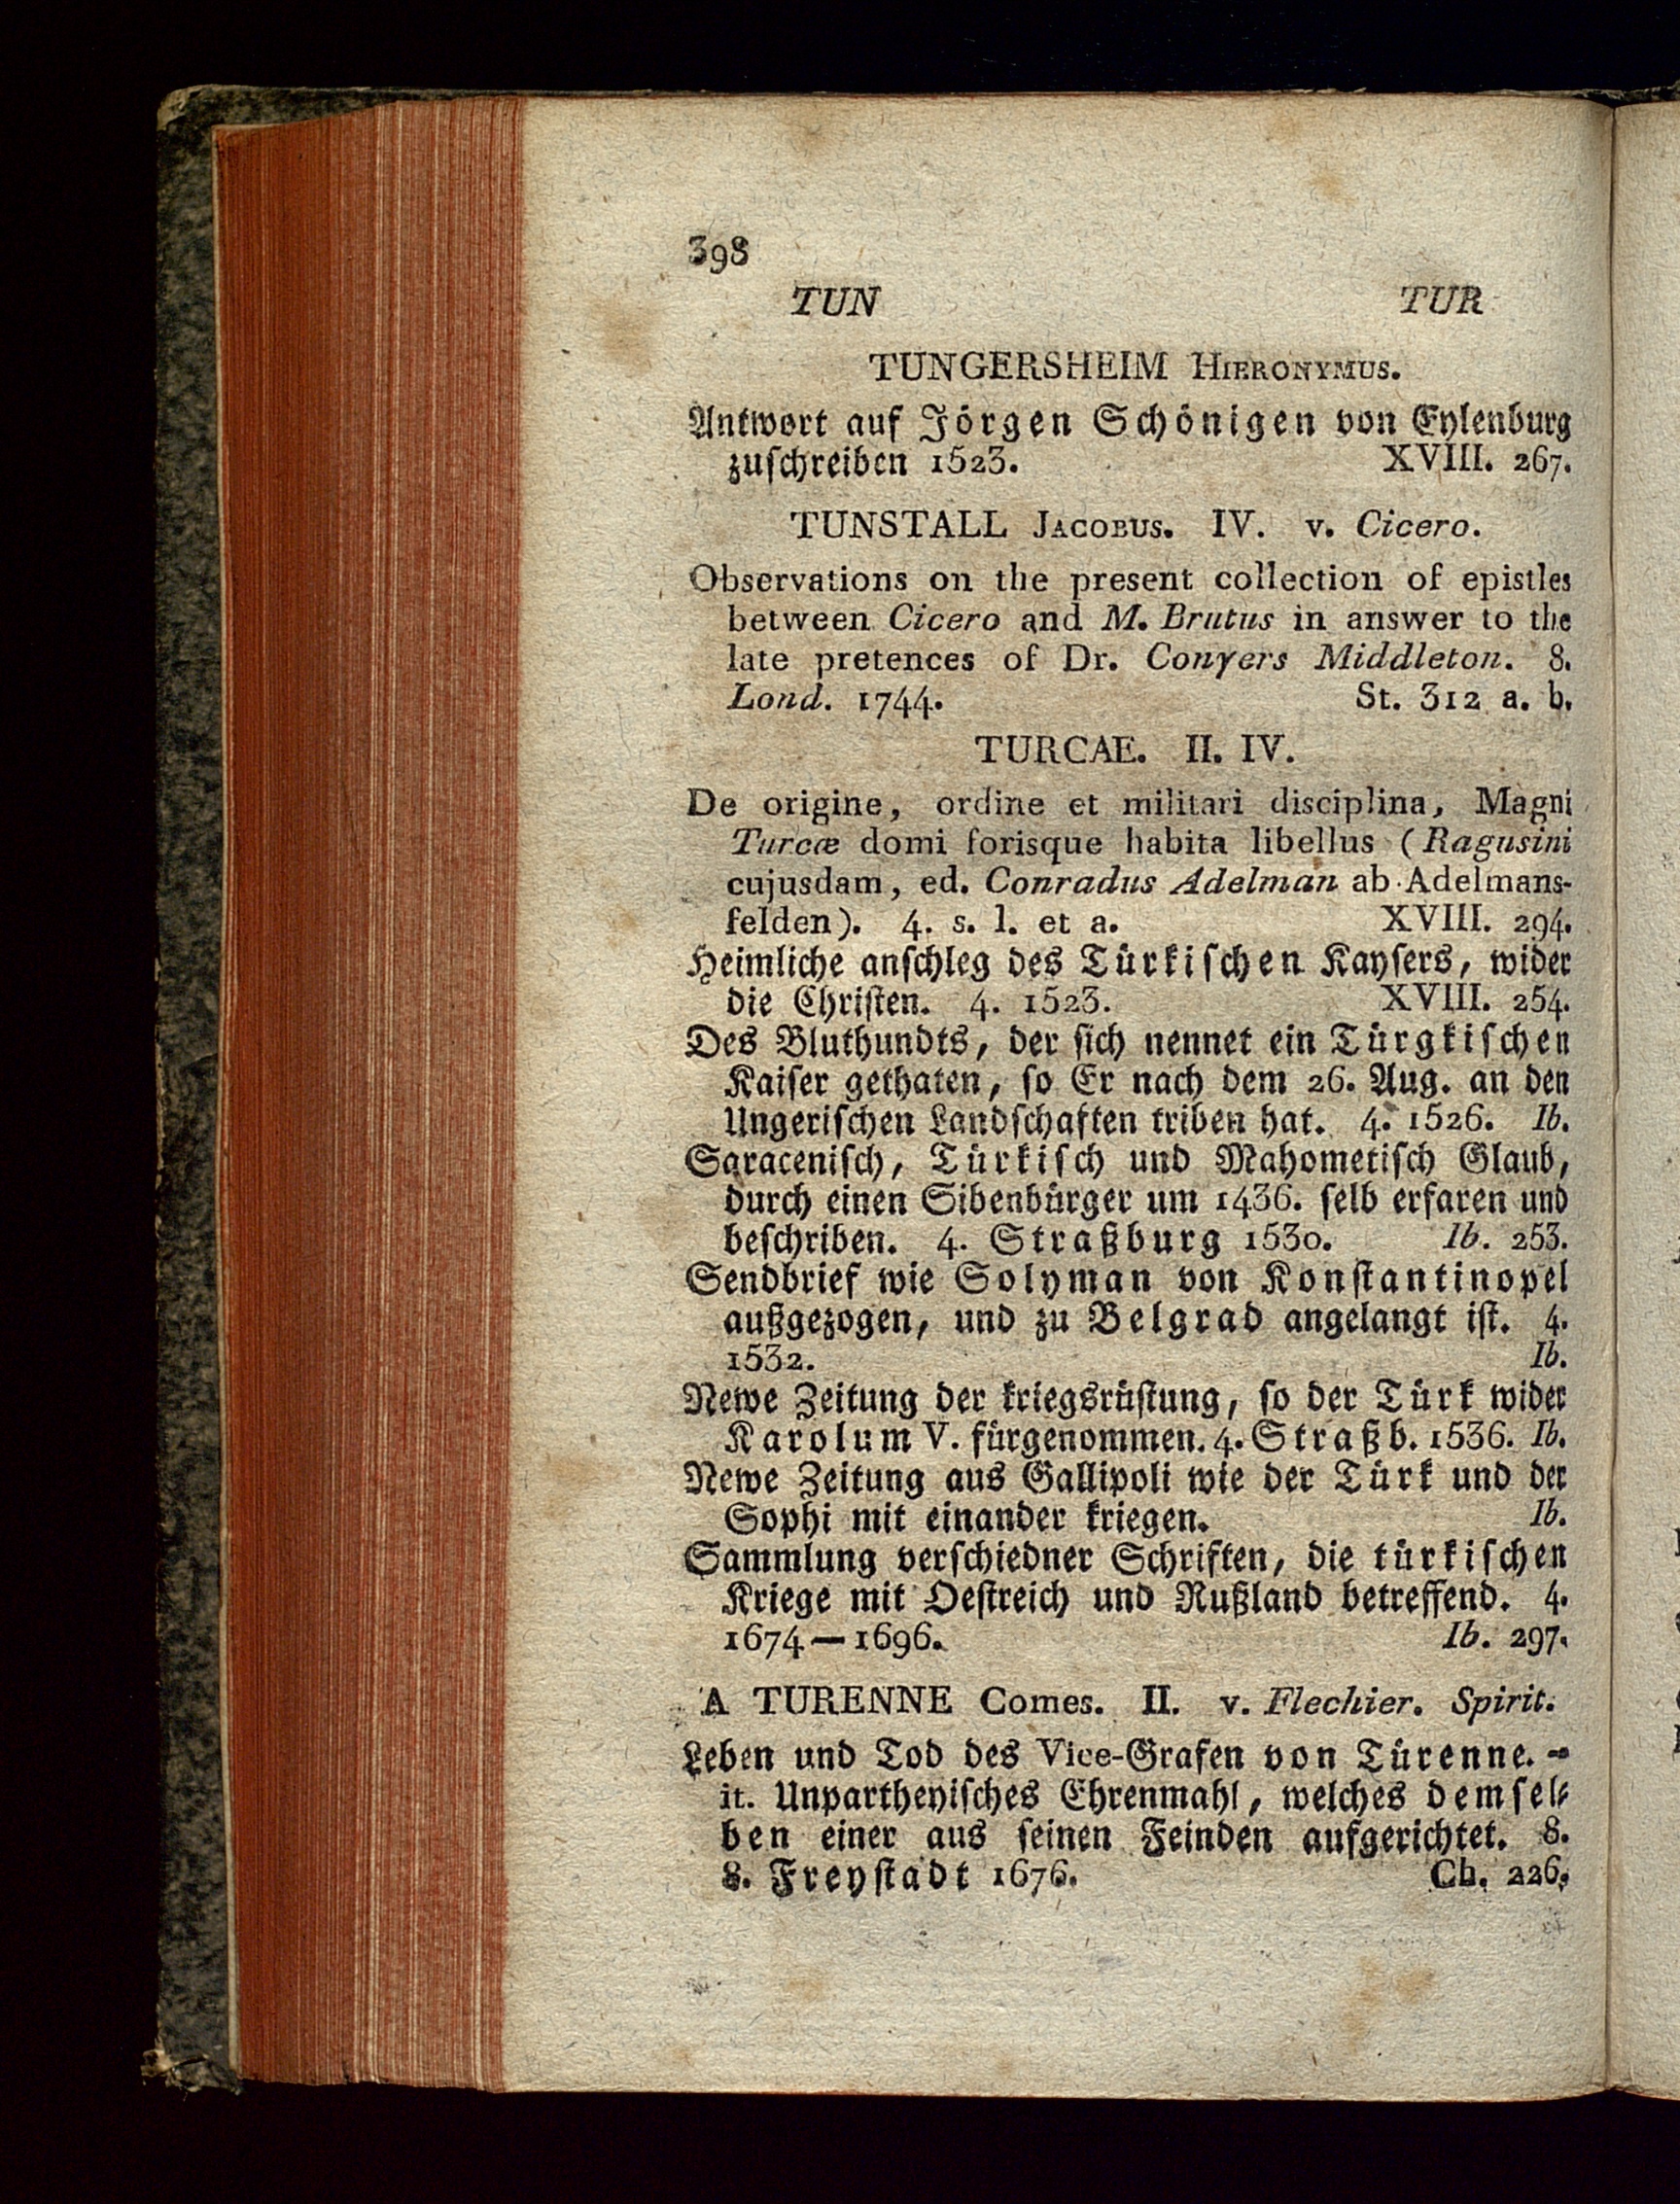 398
TUN TUR
TUNGERSHEIM HIERONYMUS.
Antwort auf Jörgen Schönigen von Eylenburg
zuschreiben 1523. XVIII. 267.
TUNSTALL JACOBUS. IV. v. Cicero.
Observations on the present collection of epistles
between Cicero and M. Brutus in answer to the
late pretences of Dr. Conyers Middleton. 8.
Lond. 1744. St. 312 a. b.
TURCAE. II. IV.
De origine, ordine et militari disciplina, Magni
Turcæ domi forisque habita libellus (Ragusini
cujusdam, ed. Conradus Adelman ab Adelmans-
felden). 4. s. l. et a. XVIII. 294.
Heimliche anschleg des Türkischen Kaysers, wider
die Christen. 4. 1523. XVIII. 254.
Des Bluthundts, der sich nennet ein Türgkischen
Kaiser gethaten, so Er nach dem 26. Aug. an den
Ungerischen Landschaften triben hat. 4. 1526. Ib.
Saracenisch, Türkisch und Mahometisch Glaub,
durch einen Sibenbürger um 1436. selb erfaren und
beschriben. 4. Straßburg 1530. Ib. 253.
Sendbrief wie Solyman von Konstantinopel
außgezogen, und zu Belgrad angelangt ist. 4.
1532. Ib.
Newe Zeitung der kriegsrüstung, so der Türk wider
Karolum V. fürgenommen. 4. Straßb. 1536. Ib.
Newe Zeitung aus Gallipoli wie der Türk und der
Sophi mit einander kriegen. Ib.
Sammlung verschiedner Schriften, die türkischen
Kriege mit Oestreich und Rußland betreffend. 4.
1674—1696. Ib. 297.
A TURENNE Comes. II. v. Flechier. Spirit.
Leben und Tod des Vice-Grafen von Türenne. -
it. Unpartheyisches Ehrenmahl, welches demsel-
ben einer aus seinen Feinden aufgerichtet. 8.
8. Freystadt 1676. Ch. 226.